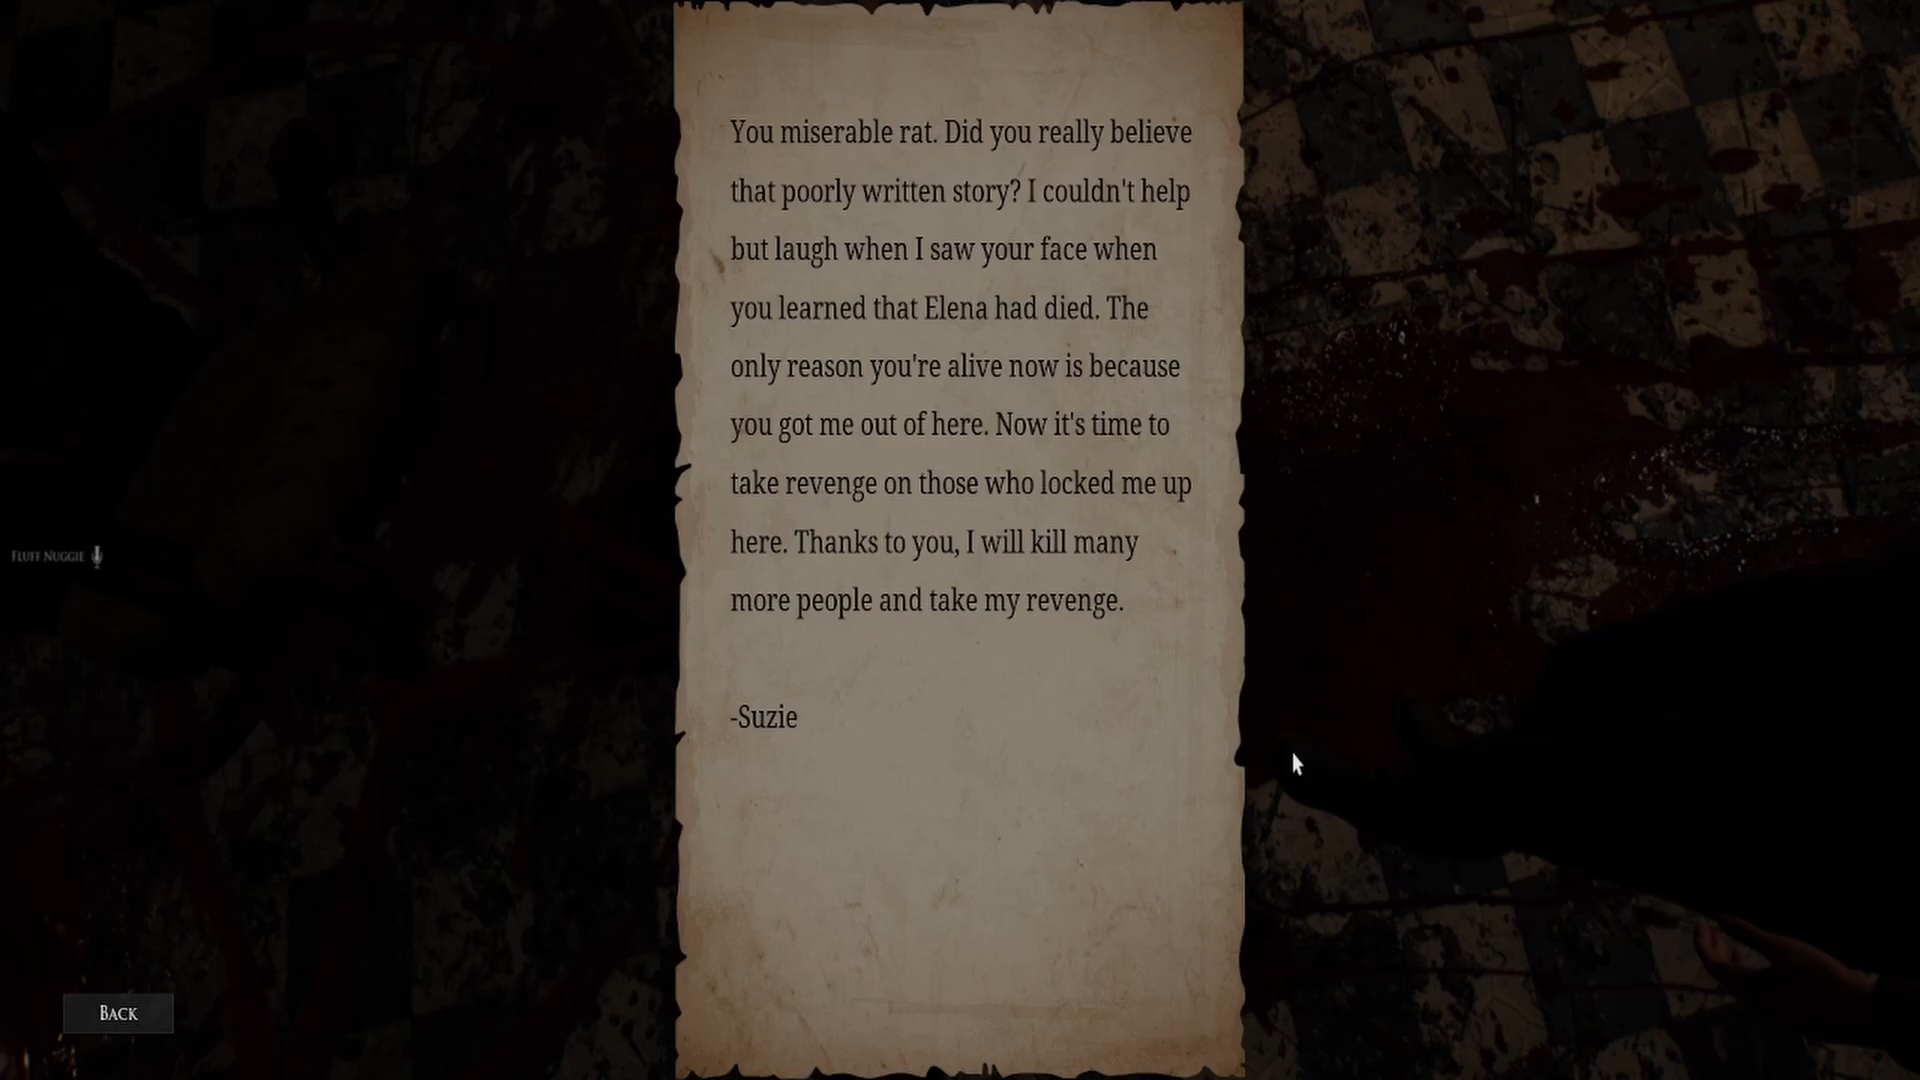 You miserable rat. Did you really believe
that poorly written story? I couldn't help
but laugh when I saw your face when
you learned that Elena had died. The
only reason you're alive now is because
you got me out of here. Now it's time to
take revenge on those who locked me up
here. Thanks to you, I will kill many
more people and take my revenge.
-Suzie
Fluff Nuggie
Back